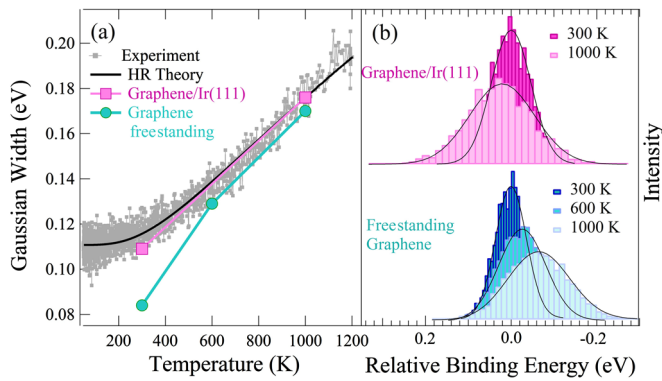 (a)
Experiment
HR Theory
Graphene/Ir(111)
Graphene
freestanding
0.20
0.18
0.16
0.14
0.12
0.10
0.08
Gaussian Width (eV)
200 400 600 800 1000 1200
Temperature (K)
(b)
300 K
1000 K
Graphene/Ir(111)
300 K
600 K
1000 K
Freestanding
Graphene
Intensity
0.2 0.0 -0.2
Relative Binding Energy (eV)